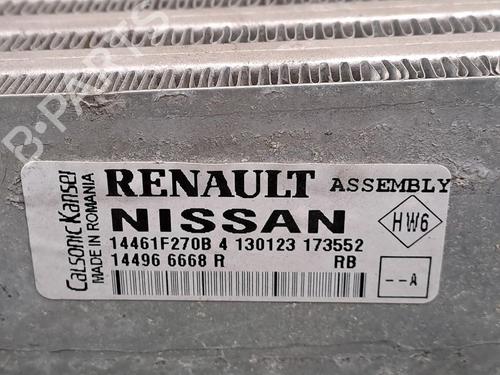 B-PARTS
Calsonic Kansei
MADE IN ROMANIA
RENAULT ASSEMBLY
NISSAN
HW6
14461F270B 4 130123 173552
14496 6668 R RB
--A